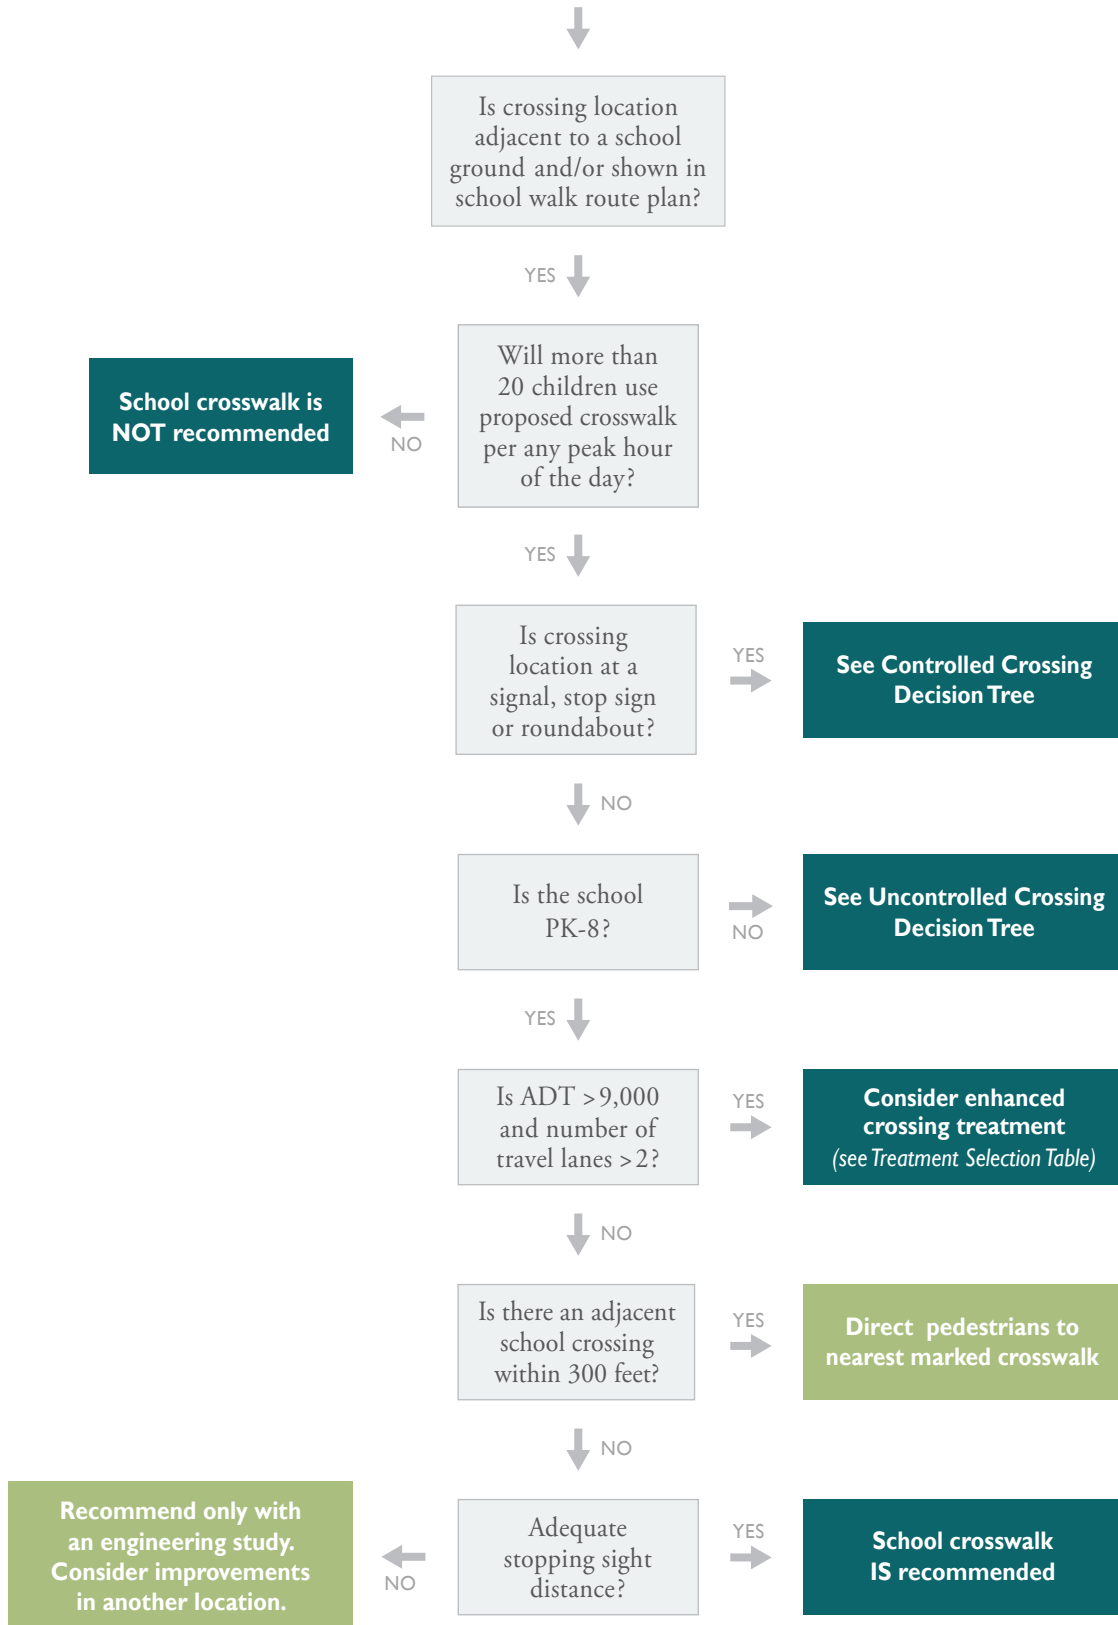 Is crossing location
adjacent to a school
ground and/or shown in
school walk route plan?
YES
Will more than
20 children use
proposed crosswalk
per any peak hour
of the day?
NO
School crosswalk is
NOT recommended
YES
Is crossing
location at a
signal, stop sign
or roundabout?
YES
See Controlled Crossing
Decision Tree
NO
Is the school
PK-8?
NO
See Uncontrolled Crossing
Decision Tree
YES
Is ADT >9,000
and number of
travel lanes >2?
YES
Consider enhanced
crossing treatment
(see Treatment Selection Table)
NO
Is there an adjacent
school crossing
within 300 feet?
YES
Direct pedestrians to
nearest marked crosswalk
NO
Adequate
stopping sight
distance?
NO
Recommend only with
an engineering study.
Consider improvements
in another location.
YES
School crosswalk
IS recommended